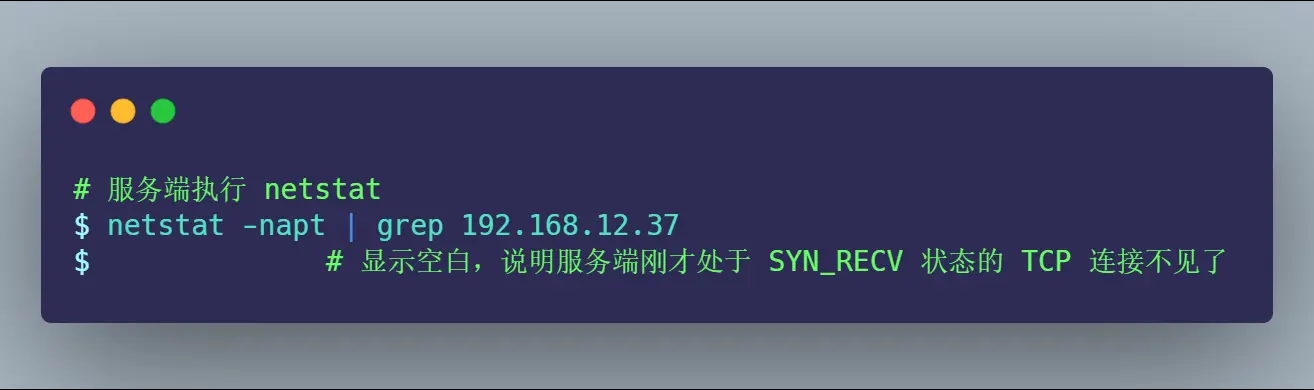 # 服务端执行 netstat
$ netstat -napt | grep 192.168.12.37
$ # 显示空白，说明服务端刚才处于 SYN_RECV 状态的 TCP 连接不见了